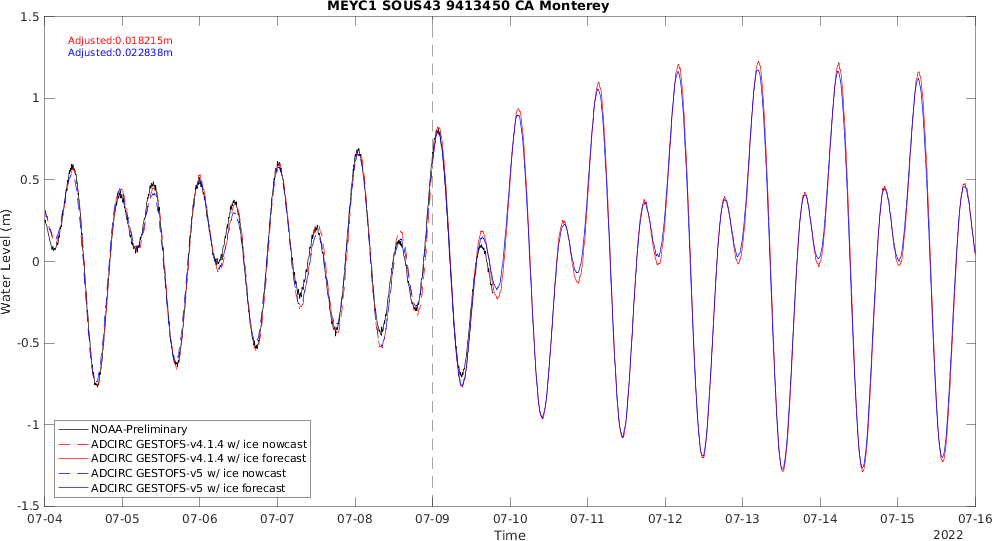 MEYC1 SOUS43 9413450 CA Monterey
Adjusted:0.018215m
Adjusted:0.022838m
1.5
1
0.5
0
-0.5
-1
-1.5
Water Level (m)
NOAA-Preliminary
ADCIRC GESTOFS-v4.1.4 w/ ice nowcast
ADCIRC GESTOFS-v4.1.4 w/ ice forecast
ADCIRC GESTOFS-v5 w/ ice nowcast
ADCIRC GESTOFS-v5 w/ ice forecast
07-04 07-05 07-06 07-07 07-08 07-09 07-10 07-11 07-12 07-13 07-14 07-15 07-16
Time
2022